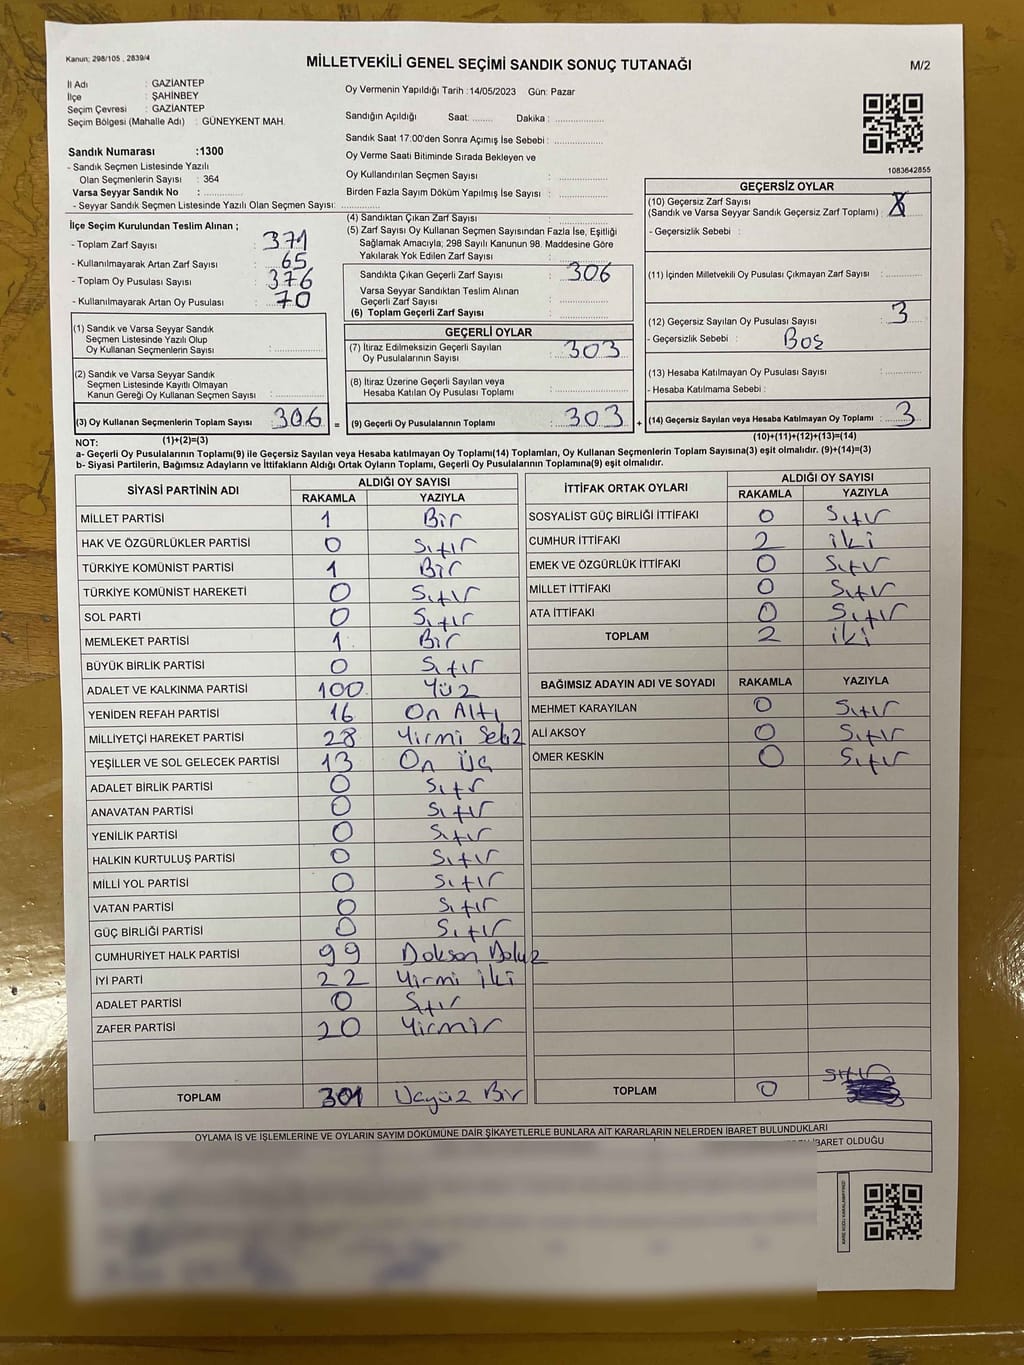 Kanun; 298/105 , 2839/4
MİLLETVEKİLİ GENEL SEÇİMİ SANDIK SONUÇ TUTANAĞI
M/2
İl Adı : GAZİANTEP
İlçe : ŞAHİNBEY
Seçim Çevresi : GAZİANTEP
Seçim Bölgesi (Mahalle Adı) : GÜNEYKENT MAH.
Sandık Numarası :1300
- Sandık Seçmen Listesinde Yazılı
Olan Seçmenlerin Sayısı : 364
Varsa Seyyar Sandık No : ............
- Seyyar Sandık Seçmen Listesinde Yazılı Olan Seçmen Sayısı: ............
Oy Vermenin Yapıldığı Tarih :14/05/2023 Gün: Pazar
Sandığın Açıldığı Saat: ........ Dakika : ............
Sandık Saat 17:00'den Sonra Açımış İse Sebebi : ............
Oy Verme Saati Bitiminde Sırada Bekleyen ve
Oy Kullandırılan Seçmen Sayısı : ............
Birden Fazla Sayım Döküm Yapılmış İse Sayısı : ............
1083642855
İlçe Seçim Kurulundan Teslim Alınan ;
- Toplam Zarf Sayısı : 371
- Kullanılmayarak Artan Zarf Sayısı : 65
- Toplam Oy Pusulası Sayısı : 376
- Kullanılmayarak Artan Oy Pusulası : 70
(4) Sandıktan Çıkan Zarf Sayısı : ............
(5) Zarf Sayısı Oy Kullanan Seçmen Sayısından Fazla İse, Eşitliği
Sağlamak Amacıyla; 298 Sayılı Kanunun 98. Maddesine Göre
Yakılarak Yok Edilen Zarf Sayısı : ............
Sandıkta Çıkan Geçerli Zarf Sayısı : 306
Varsa Seyyar Sandıktan Teslim Alınan
Geçerli Zarf Sayısı : ............
(6) Toplam Geçerli Zarf Sayısı : ............
GEÇERSİZ OYLAR
(10) Geçersiz Zarf Sayısı
(Sandık ve Varsa Seyyar Sandık Geçersiz Zarf Toplamı) :
- Geçersizlik Sebebi :
(11) İçinden Milletvekili Oy Pusulası Çıkmayan Zarf Sayısı : ............
(12) Geçersiz Sayılan Oy Pusulası Sayısı : 3
- Geçersizlik Sebebi : Boş
(13) Hesaba Katılmayan Oy Pusulası Sayısı : ............
- Hesaba Katılmama Sebebi :
(14) Geçersiz Sayılan veya Hesaba Katılmayan Oy Toplamı : 3
(1) Sandık ve Varsa Seyyar Sandık
Seçmen Listesinde Yazılı Olup
Oy Kullanan Seçmenlerin Sayısı : ............
(2) Sandık ve Varsa Seyyar Sandık
Seçmen Listesinde Kayıtlı Olmayan
Kanun Gereği Oy Kullanan Seçmen Sayısı : ............
(3) Oy Kullanan Seçmenlerin Toplam Sayısı : 306 =
GEÇERLİ OYLAR
(7) İtiraz Edilmeksizin Geçerli Sayılan
Oy Pusulalarının Sayısı : 303
(8) İtiraz Üzerine Geçerli Sayılan veya
Hesaba Katılan Oy Pusulası Toplamı : ............
(9) Geçerli Oy Pusulalarının Toplamı : 303 +
NOT: (1)+(2)=(3)
(10)+(11)+(12)+(13)=(14)
a- Geçerli Oy Pusulalarının Toplamı(9) ile Geçersiz Sayılan veya Hesaba katılmayan Oy Toplamı(14) Toplamları, Oy Kullanan Seçmenlerin Toplam Sayısına(3) eşit olmalıdır. (9)+(14)=(3)
b- Siyasi Partilerin, Bağımsız Adayların ve İttifakların Aldığı Ortak Oyların Toplamı, Geçerli Oy Pusulalarının Toplamına(9) eşit olmalıdır.
SİYASİ PARTİNİN ADI ALDIĞI OY SAYISI
RAKAMLA YAZIYLA
MİLLET PARTİSİ 1 Bir
HAK VE ÖZGÜRLÜKLER PARTİSİ 0 Sıfır
TÜRKİYE KOMÜNİST PARTİSİ 1 Bir
TÜRKİYE KOMÜNİST HAREKETİ 0 Sıfır
SOL PARTİ 0 Sıfır
MEMLEKET PARTİSİ 1 Bir
BÜYÜK BİRLİK PARTİSİ 0 Sıfır
ADALET VE KALKINMA PARTİSİ 100 Yüz
YENİDEN REFAH PARTİSİ 16 On Altı
MİLLİYETÇİ HAREKET PARTİSİ 28 Yirmi Sekiz
YEŞİLLER VE SOL GELECEK PARTİSİ 13 On Üç
ADALET BİRLİK PARTİSİ 0 Sıfır
ANAVATAN PARTİSİ 0 Sıfır
YENİLİK PARTİSİ 0 Sıfır
HALKIN KURTULUŞ PARTİSİ 0 Sıfır
MİLLİ YOL PARTİSİ 0 Sıfır
VATAN PARTİSİ 0 Sıfır
GÜÇ BİRLİĞİ PARTİSİ 0 Sıfır
CUMHURİYET HALK PARTİSİ 99 Doksan Dokuz
İYİ PARTİ 22 Yirmi iki
ADALET PARTİSİ 0 Sıfır
ZAFER PARTİSİ 20 Yirmi
TOPLAM 301 Üçyüz Bir
İTTİFAK ORTAK OYLARI ALDIĞI OY SAYISI
RAKAMLA YAZIYLA
SOSYALİST GÜÇ BİRLİĞİ İTTİFAKI 0 Sıfır
CUMHUR İTTİFAKI 2 iki
EMEK VE ÖZGÜRLÜK İTTİFAKI 0 Sıfır
MİLLET İTTİFAKI 0 Sıfır
ATA İTTİFAKI 0 Sıfır
TOPLAM 2 iki
BAĞIMSIZ ADAYIN ADI VE SOYADI RAKAMLA YAZIYLA
MEHMET KARAYILAN 0 Sıfır
ALİ AKSOY 0 Sıfır
ÖMER KESKİN 0 Sıfır
TOPLAM 0 Sıfır
OYLAMA İŞ VE İŞLEMLERİNE VE OYLARIN SAYIM DÖKÜMÜNE DAİR ŞİKAYETLERLE BUNLARA AİT KARARLARIN NELERDEN İBARET BULUNDUKLARI
İBARET OLDUĞU